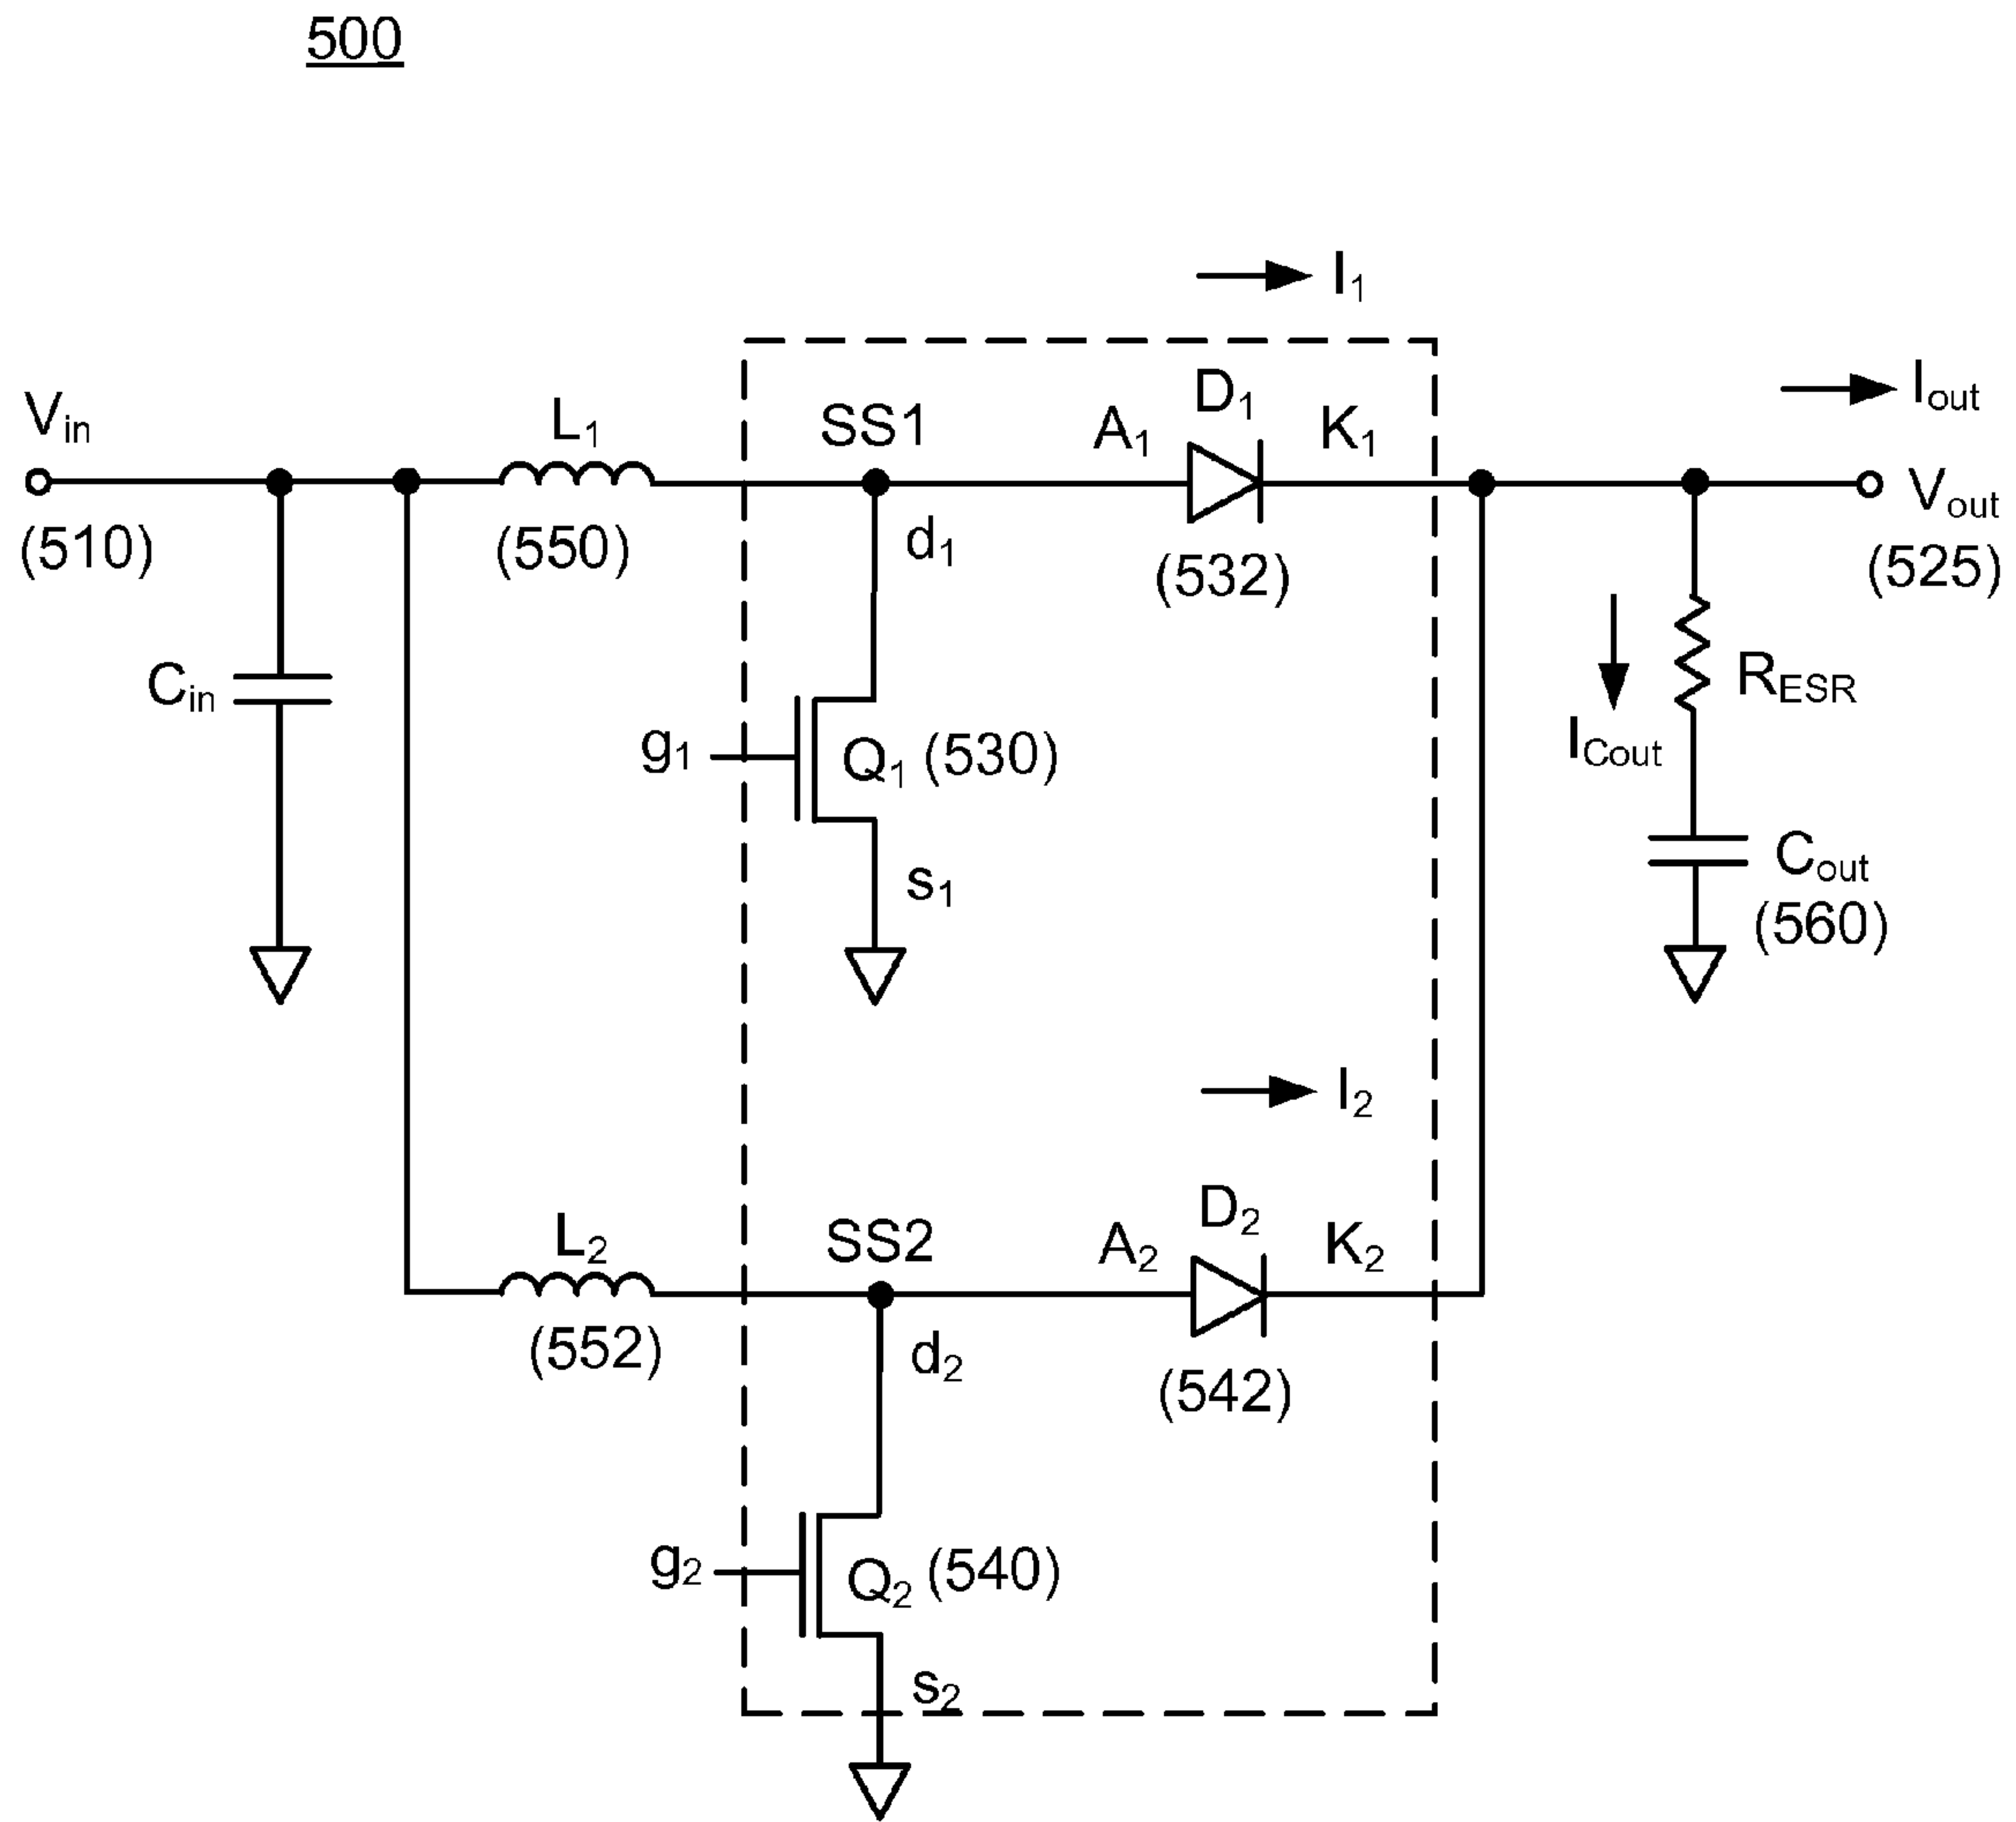 500
I1
Iout
Vin
L1
SS1
A1
D1
K1
Vout
(510)
(550)
d1
(532)
(525)
Cin
g1
Q1 (530)
RESR
ICout
s1
Cout
(560)
I2
L2
SS2
A2
D2
K2
(552)
d2
(542)
g2
Q2 (540)
s2